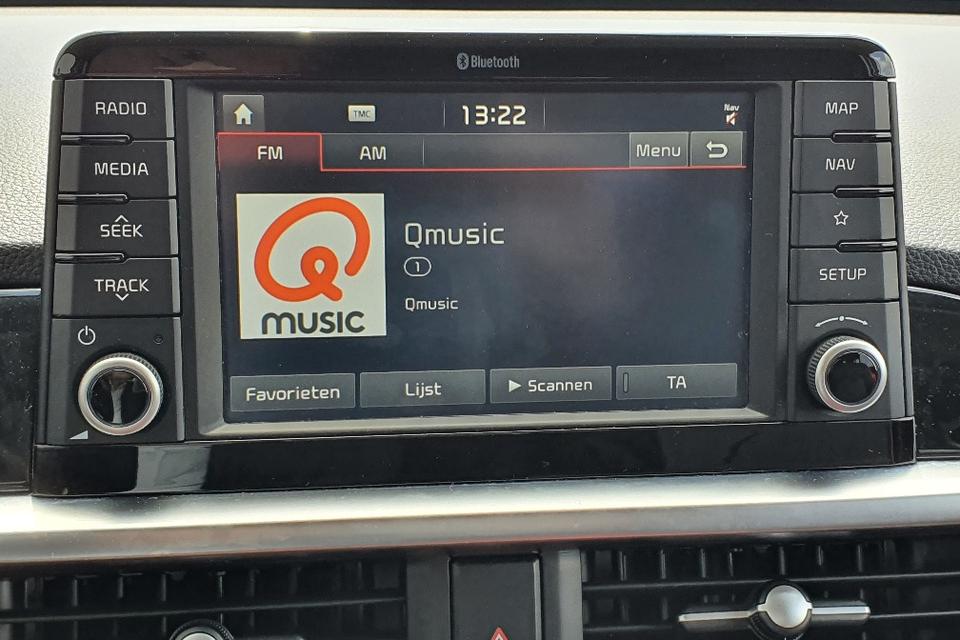 Bluetooth
RADIO
MEDIA
SEEK
TRACK
TMC
13:22
Nav
FM
AM
Menu
Qmusic
1
Qmusic
MUSIC
Favorieten
Lijst
Scannen
TA
MAP
NAV
SETUP